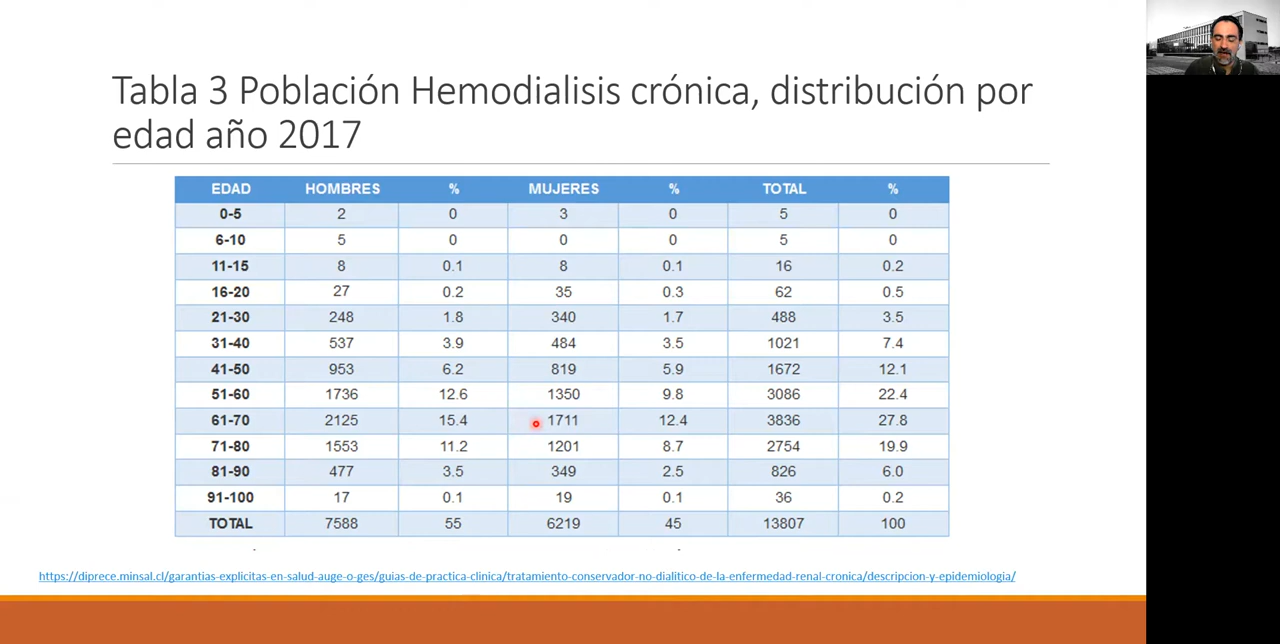 Tabla 3 Población Hemodialisis crónica, distribución por
edad año 2017
EDAD HOMBRES % MUJERES % TOTAL %
0-5 2 0 3 0 5 0
6-10 5 0 0 0 5 0
11-15 8 0.1 8 0.1 16 0.2
16-20 27 0.2 35 0.3 62 0.5
21-30 248 1.8 340 1.7 488 3.5
31-40 537 3.9 484 3.5 1021 7.4
41-50 953 6.2 819 5.9 1672 12.1
51-60 1736 12.6 1350 9.8 3086 22.4
61-70 2125 15.4 1711 12.4 3836 27.8
71-80 1553 11.2 1201 8.7 2754 19.9
81-90 477 3.5 349 2.5 826 6.0
91-100 17 0.1 19 0.1 36 0.2
TOTAL 7588 55 6219 45 13807 100
https://diprece.minsal.cl/garantias-explicitas-en-salud-auge-o-ges/guias-de-practica-clinica/tratamiento-conservador-no-dialitico-de-la-enfermedad-renal-cronica/descripcion-y-epidemiologia/